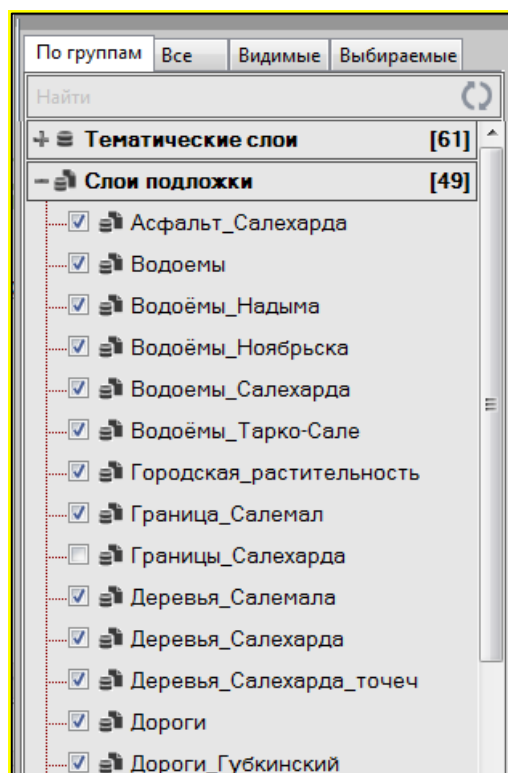 По группам Все Видимые Выбираемые
Найти
Тематические слои [61]
Слои подложки [49]
Асфальт_Салехарда
Водоемы
Водоёмы_Надыма
Водоёмы_Ноябрьска
Водоемы_Салехарда
Водоёмы_Тарко-Сале
Городская_растительность
Граница_Салемал
Границы_Салехарда
Деревья_Салемала
Деревья_Салехарда
Деревья_Салехарда_точеч
Дороги
Дороги_Губкинский